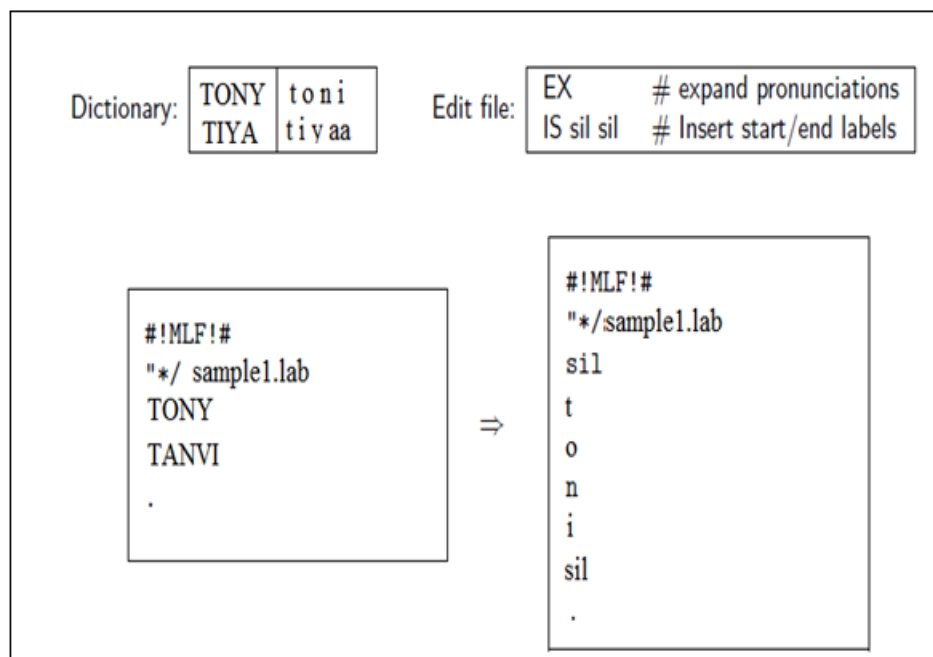 Dictionary:
TONY t o n i
TIYA t i y aa
Edit file:
EX # expand pronunciations
IS sil sil # Insert start/end labels
#!MLF!#
"*/ sample1.lab
TONY
TANVI
.
⇒
#!MLF!#
"*/sample1.lab
sil
t
o
n
i
sil
.